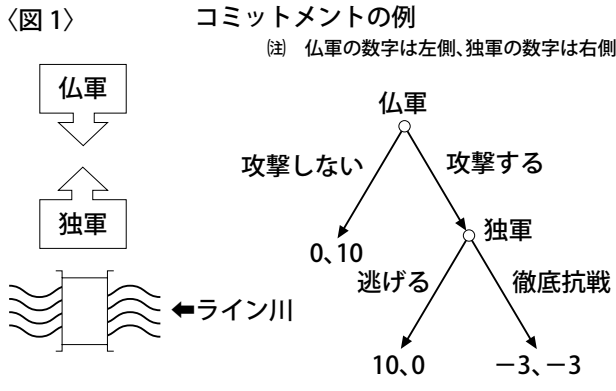 〈図 1〉
コミットメントの例
㊟ 仏軍の数字は左側、独軍の数字は右側
仏軍
独軍
ライン川
仏軍
攻撃しない
攻撃する
0、10
独軍
逃げる
徹底抗戦
10、0
−3、−3